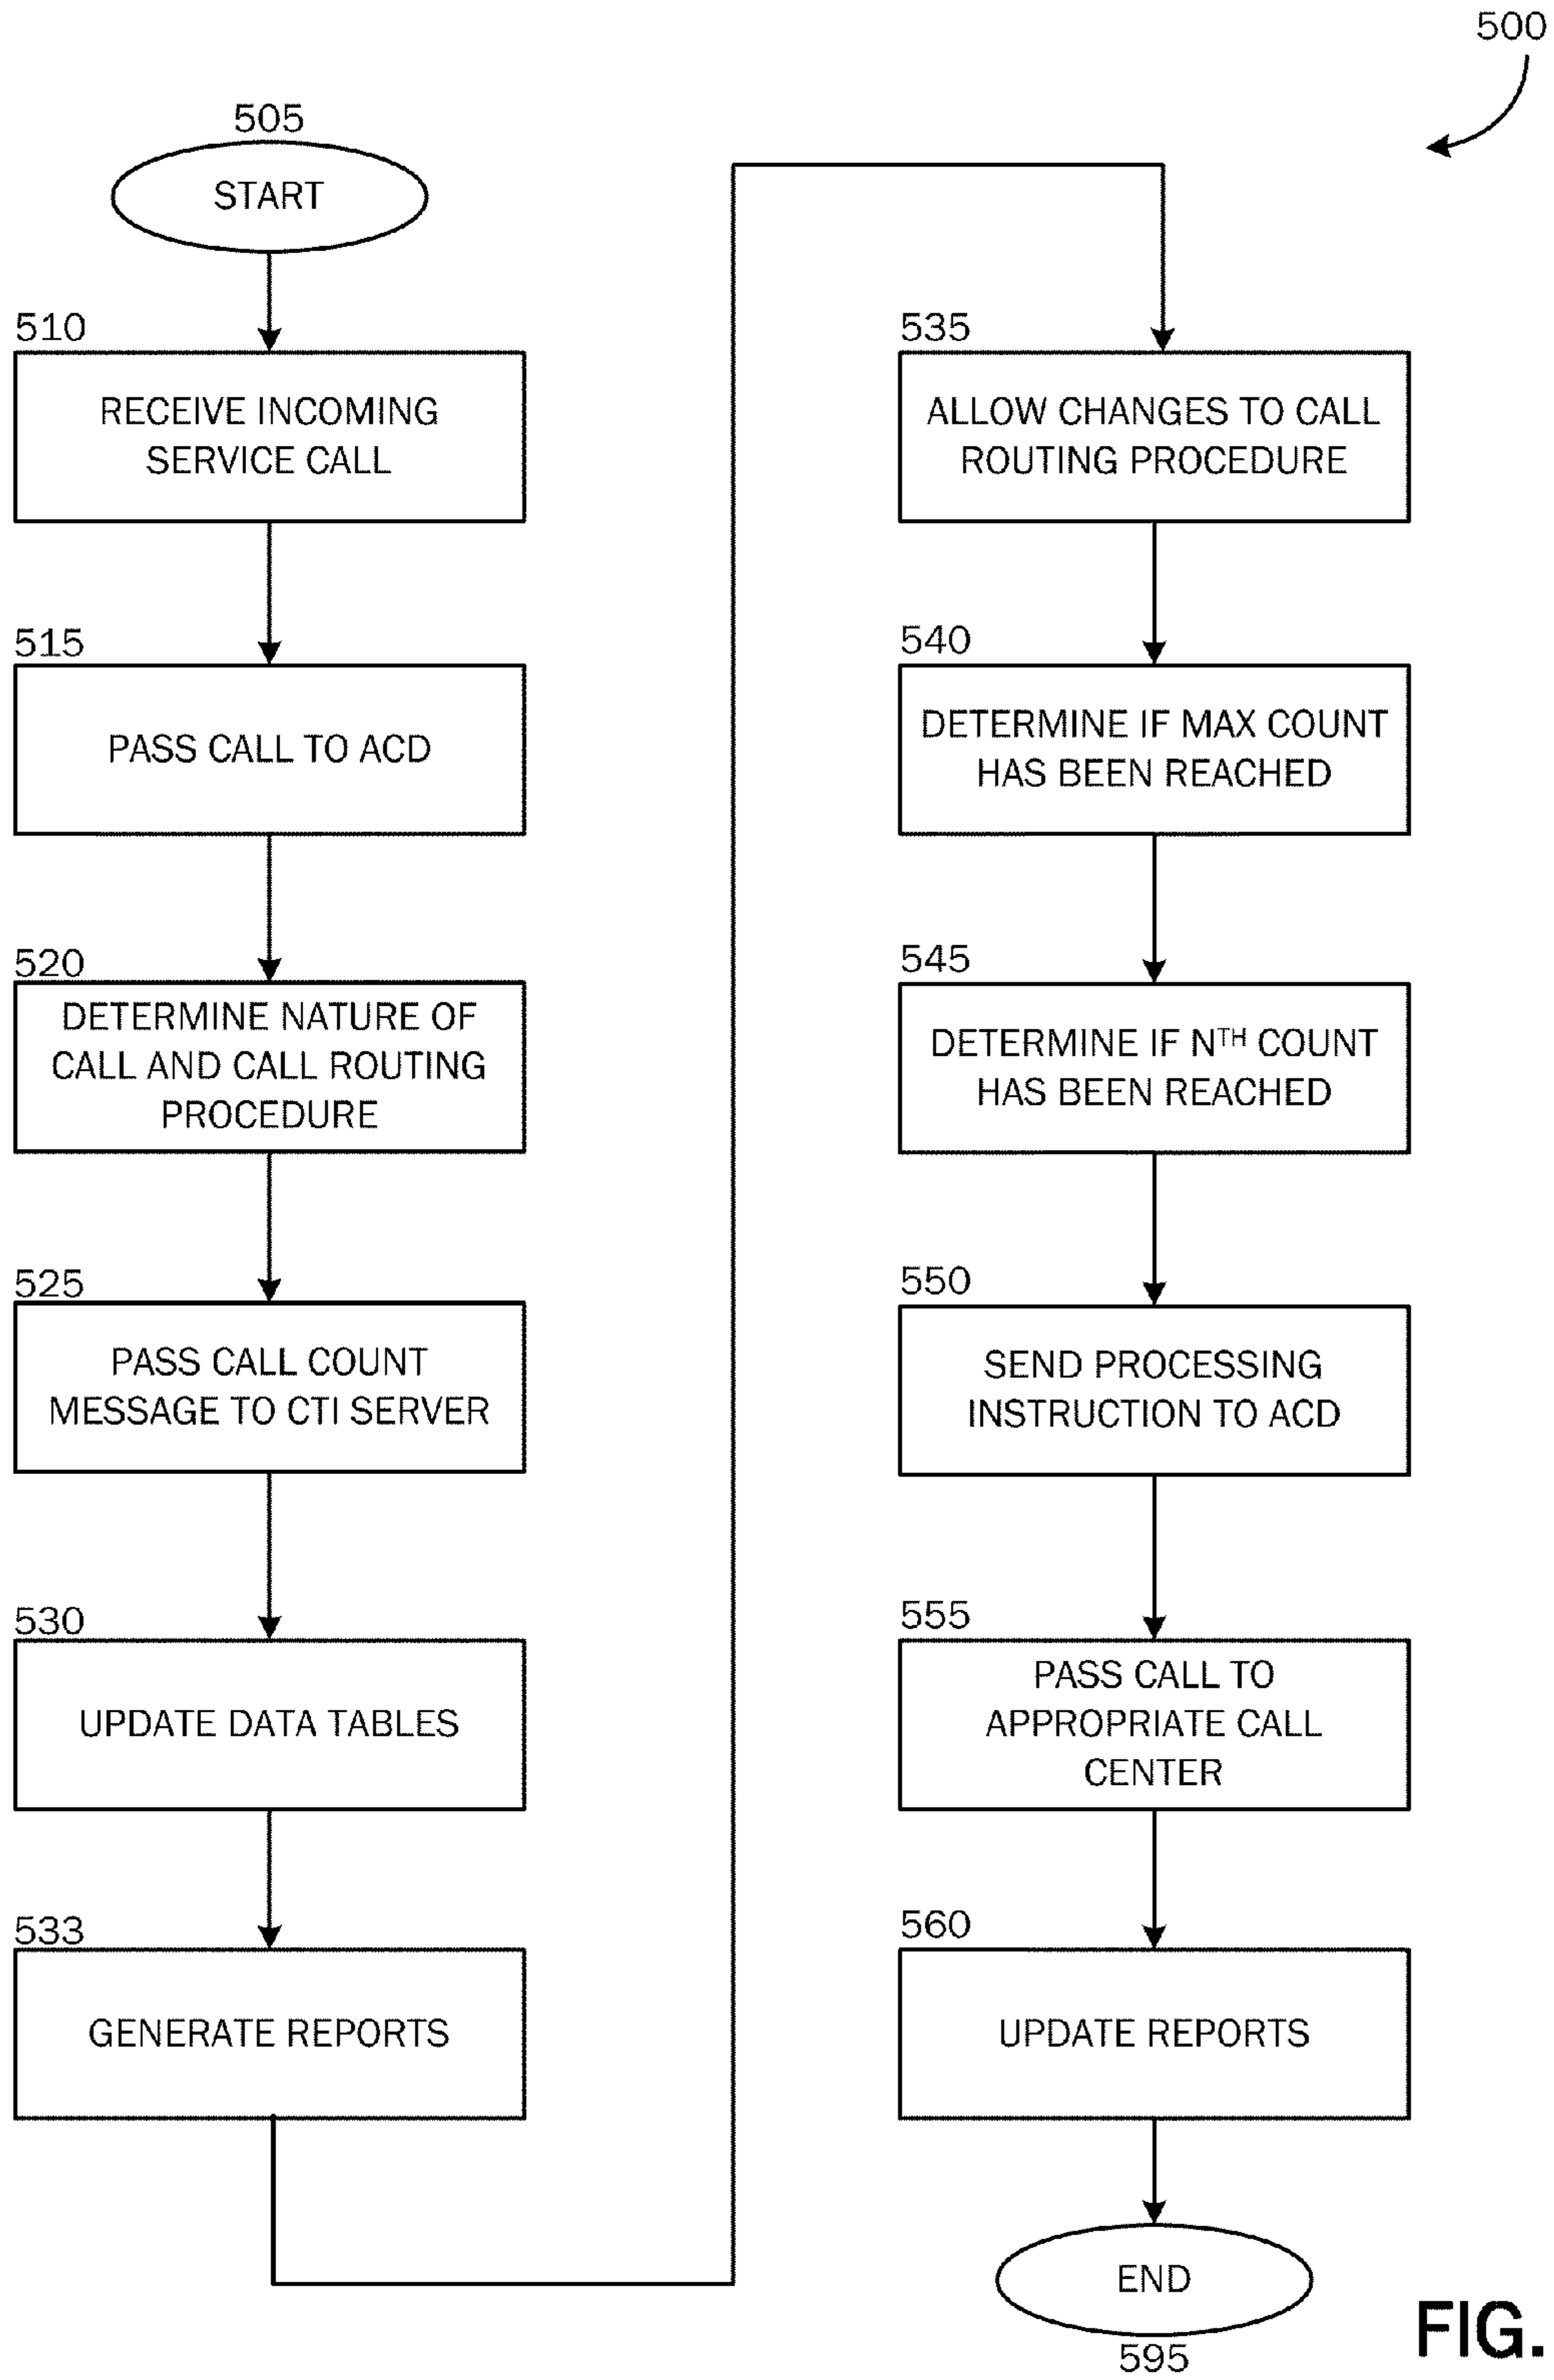 500
505
START
510
RECEIVE INCOMING
SERVICE CALL
515
PASS CALL TO ACD
520
DETERMINE NATURE OF
CALL AND CALL ROUTING
PROCEDURE
525
PASS CALL COUNT
MESSAGE TO CTI SERVER
530
UPDATE DATA TABLES
533
GENERATE REPORTS
535
ALLOW CHANGES TO CALL
ROUTING PROCEDURE
540
DETERMINE IF MAX COUNT
HAS BEEN REACHED
545
DETERMINE IF NTH COUNT
HAS BEEN REACHED
550
SEND PROCESSING
INSTRUCTION TO ACD
555
PASS CALL TO
APPROPRIATE CALL
CENTER
560
UPDATE REPORTS
END
595
FIG.